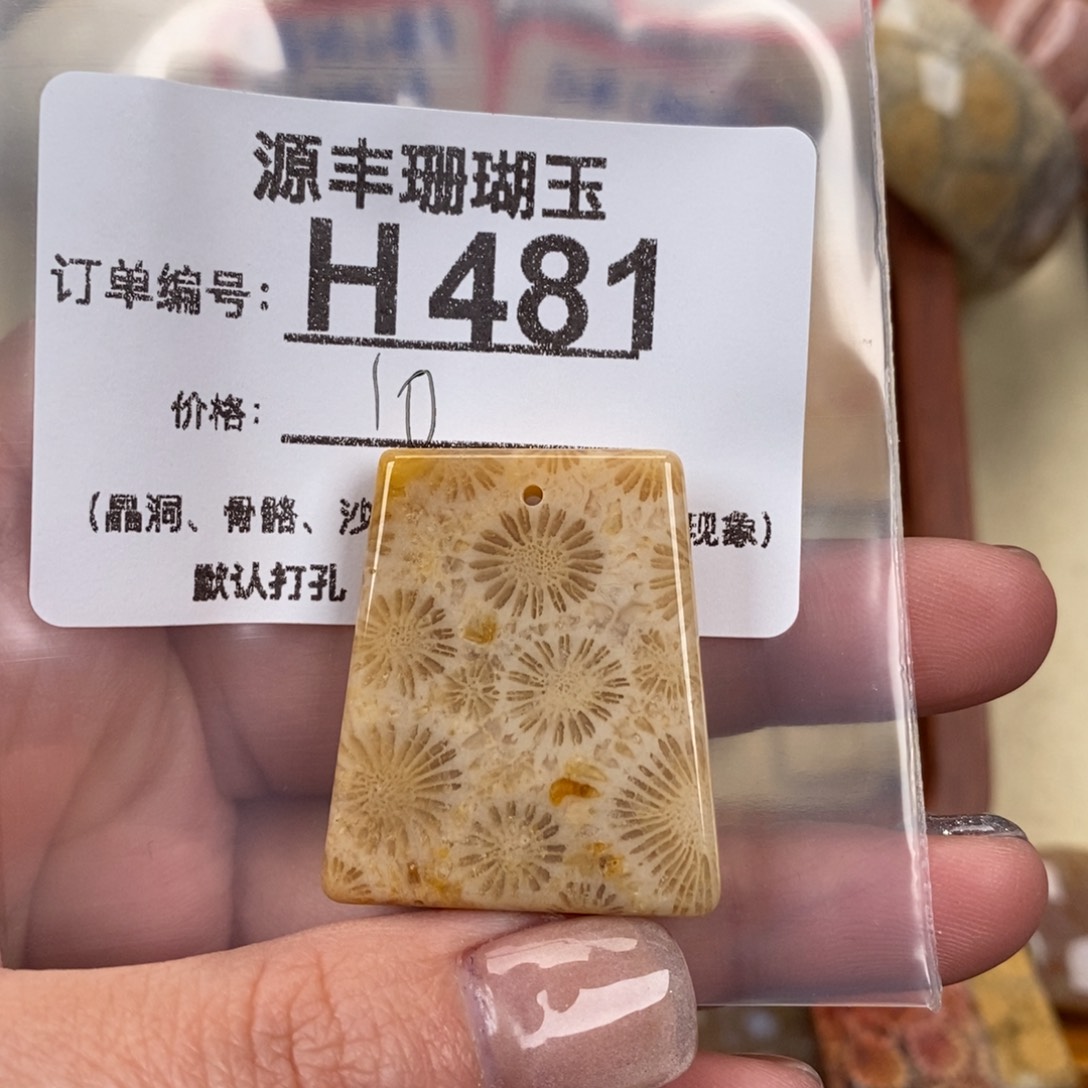 源丰珊瑚玉
订单编号：H481
价格：10
（晶洞、骨骼、沙
现象）
默认打孔